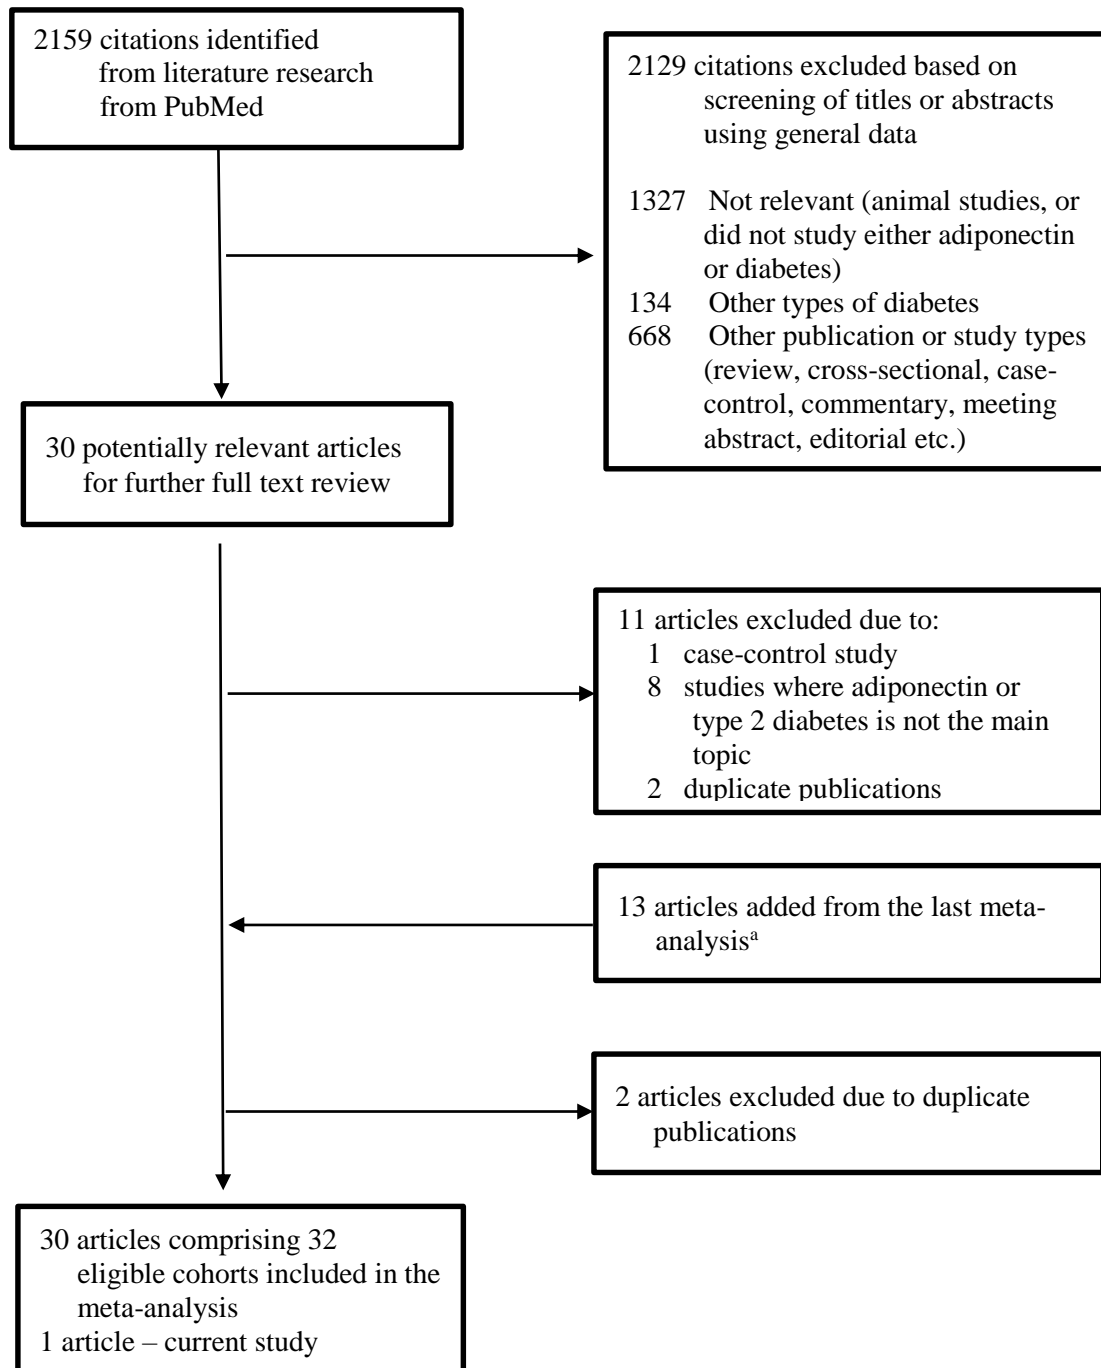 2159 citations identified
from literature research
from PubMed
2129 citations excluded based on
screening of titles or abstracts
using general data
1327 Not relevant (animal studies, or
did not study either adiponectin
or diabetes)
134 Other types of diabetes
668 Other publication or study types
(review, cross-sectional, case-
control, commentary, meeting
abstract, editorial etc.)
30 potentially relevant articles
for further full text review
11 articles excluded due to:
1 case-control study
8 studies where adiponectin or
type 2 diabetes is not the main
topic
2 duplicate publications
13 articles added from the last meta-
analysisᵃ
2 articles excluded due to duplicate
publications
30 articles comprising 32
eligible cohorts included in the
meta-analysis
1 article – current study